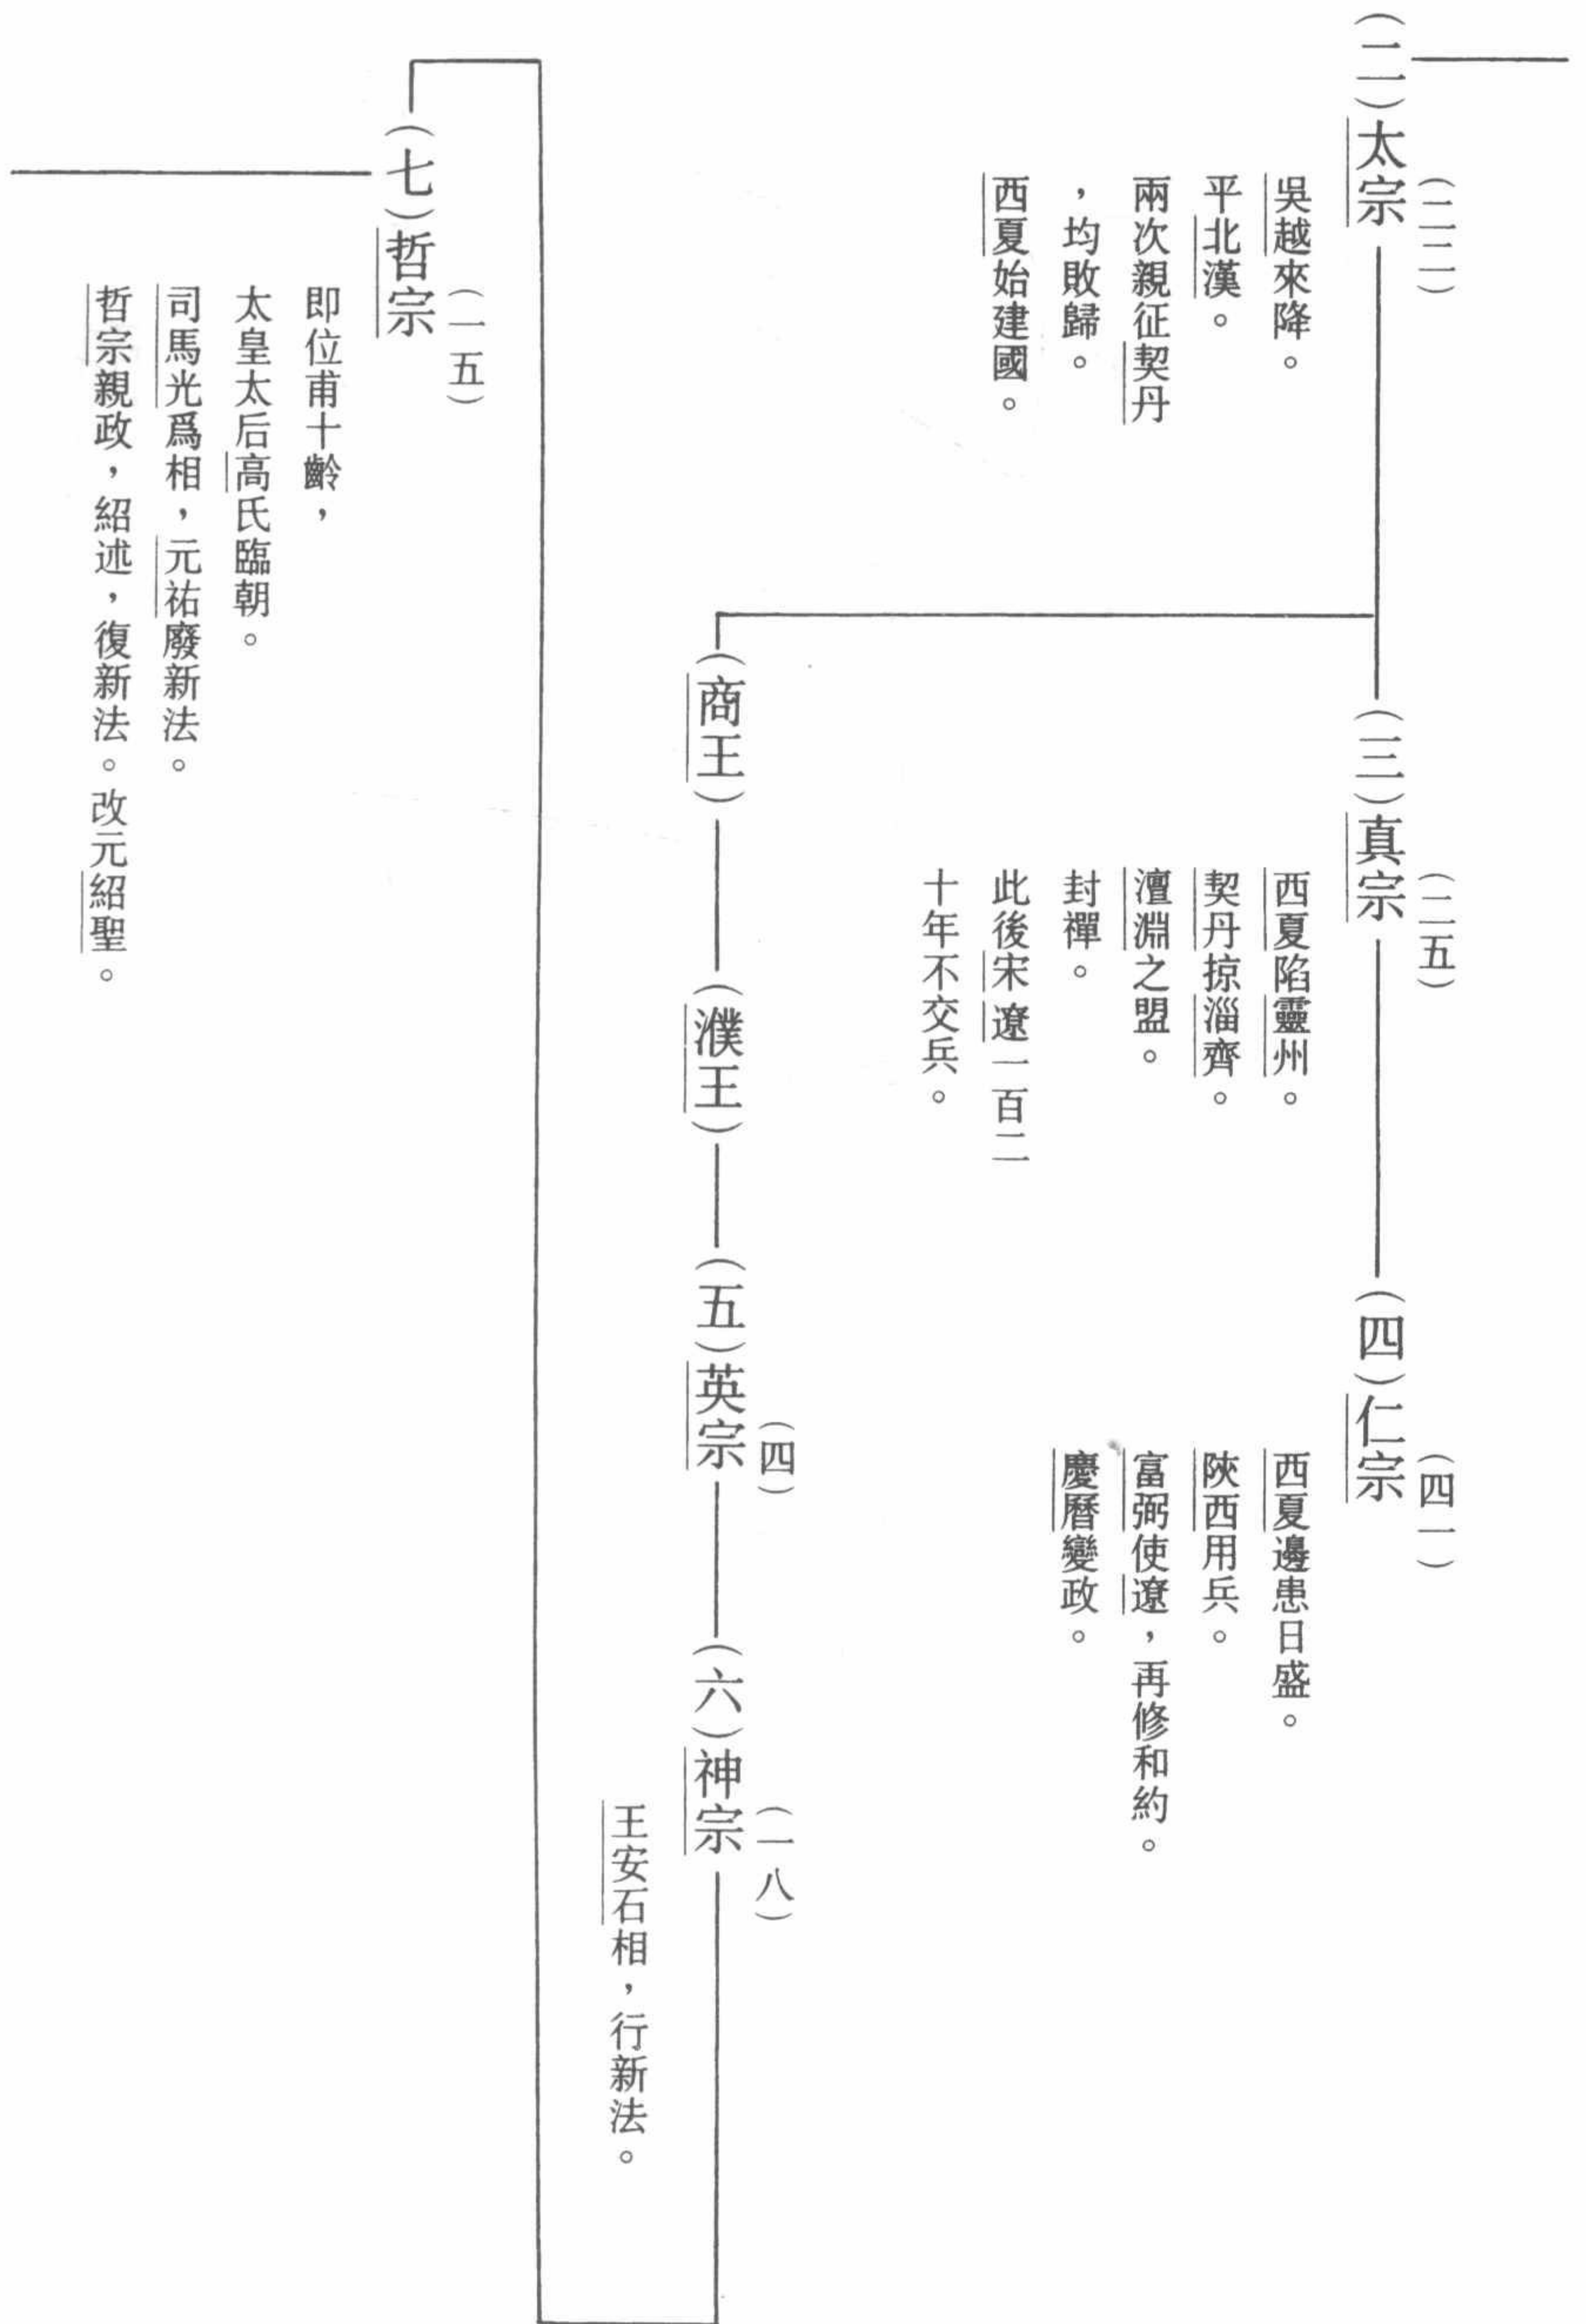 (二)太宗
(二二)
吳越來降。
平北漢。
兩次親征契丹
，均敗歸。
西夏始建國。
(三)真宗
(二五)
西夏陷靈州。
契丹掠淄齊。
澶淵之盟。
封禪。
此後宋遼一百二
十年不交兵。
(四)仁宗
(四一)
西夏邊患日盛。
陝西用兵。
富弼使遼，再修和約。
慶曆變政。
(商王)
(濮王)
(五)英宗
(四)
(六)神宗
(一八)
王安石相，行新法。
(七)哲宗
(一五)
即位甫十齡，
太皇太后高氏臨朝。
司馬光爲相，元祐廢新法。
哲宗親政，紹述，復新法。改元紹聖。